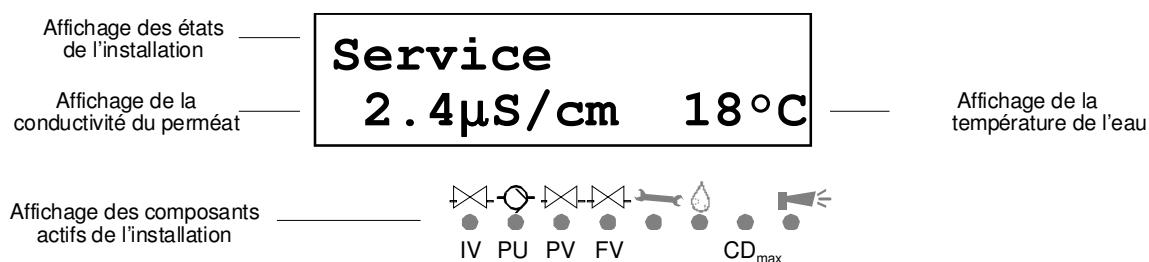 Affichage des états
de l'installation
Service
Affichage de la
conductivité du perméat
2.4µS/cm 18°C
Affichage de la
température de l'eau
Affichage des composants
actifs de l'installation
IV PU PV FV CDmax